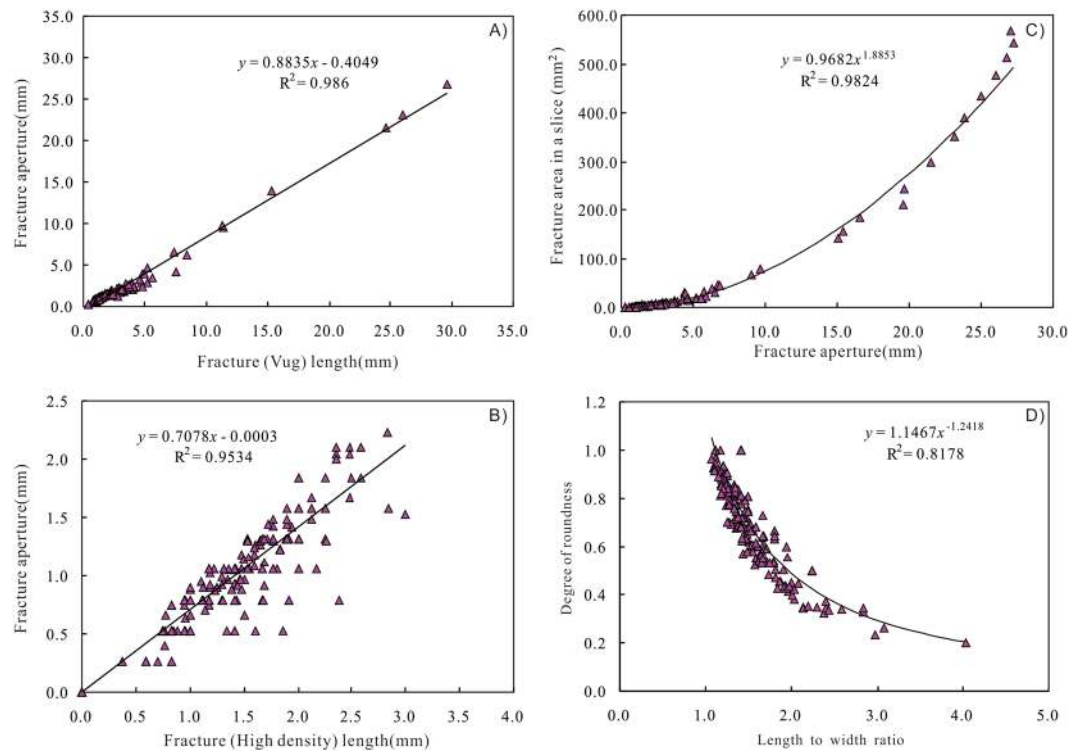 A)
35.0
30.0
25.0
20.0
15.0
10.0
5.0
0.0
0.0 5.0 10.0 15.0 20.0 25.0 30.0 35.0
y = 0.8835x - 0.4049
R² = 0.986
Fracture aperture(mm)
Fracture (Vug) length(mm)
C)
600.0
500.0
400.0
300.0
200.0
100.0
0.0
0.0 5.0 10.0 15.0 20.0 25.0 30.0
y = 0.9682x^1.8853
R² = 0.9824
Fracture area in a slice (mm²)
Fracture aperture(mm)
B)
2.5
2.0
1.5
1.0
0.5
0.0
0.0 0.5 1.0 1.5 2.0 2.5 3.0 3.5 4.0
y = 0.7078x - 0.0003
R² = 0.9534
Fracture aperture(mm)
Fracture (High density) length(mm)
D)
1.2
1.0
0.8
0.6
0.4
0.2
0.0
0.0 1.0 2.0 3.0 4.0 5.0
y = 1.1467x^-1.2418
R² = 0.8178
Degree of roundness
Length to width ratio